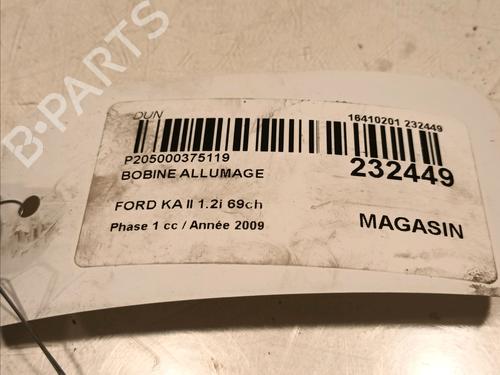 B-PARTS
DUN
16410201 232449
P205000375119
232449
BOBINE ALLUMAGE
FORD KA II 1.2i 69ch
MAGASIN
Phase 1 cc / Année 2009